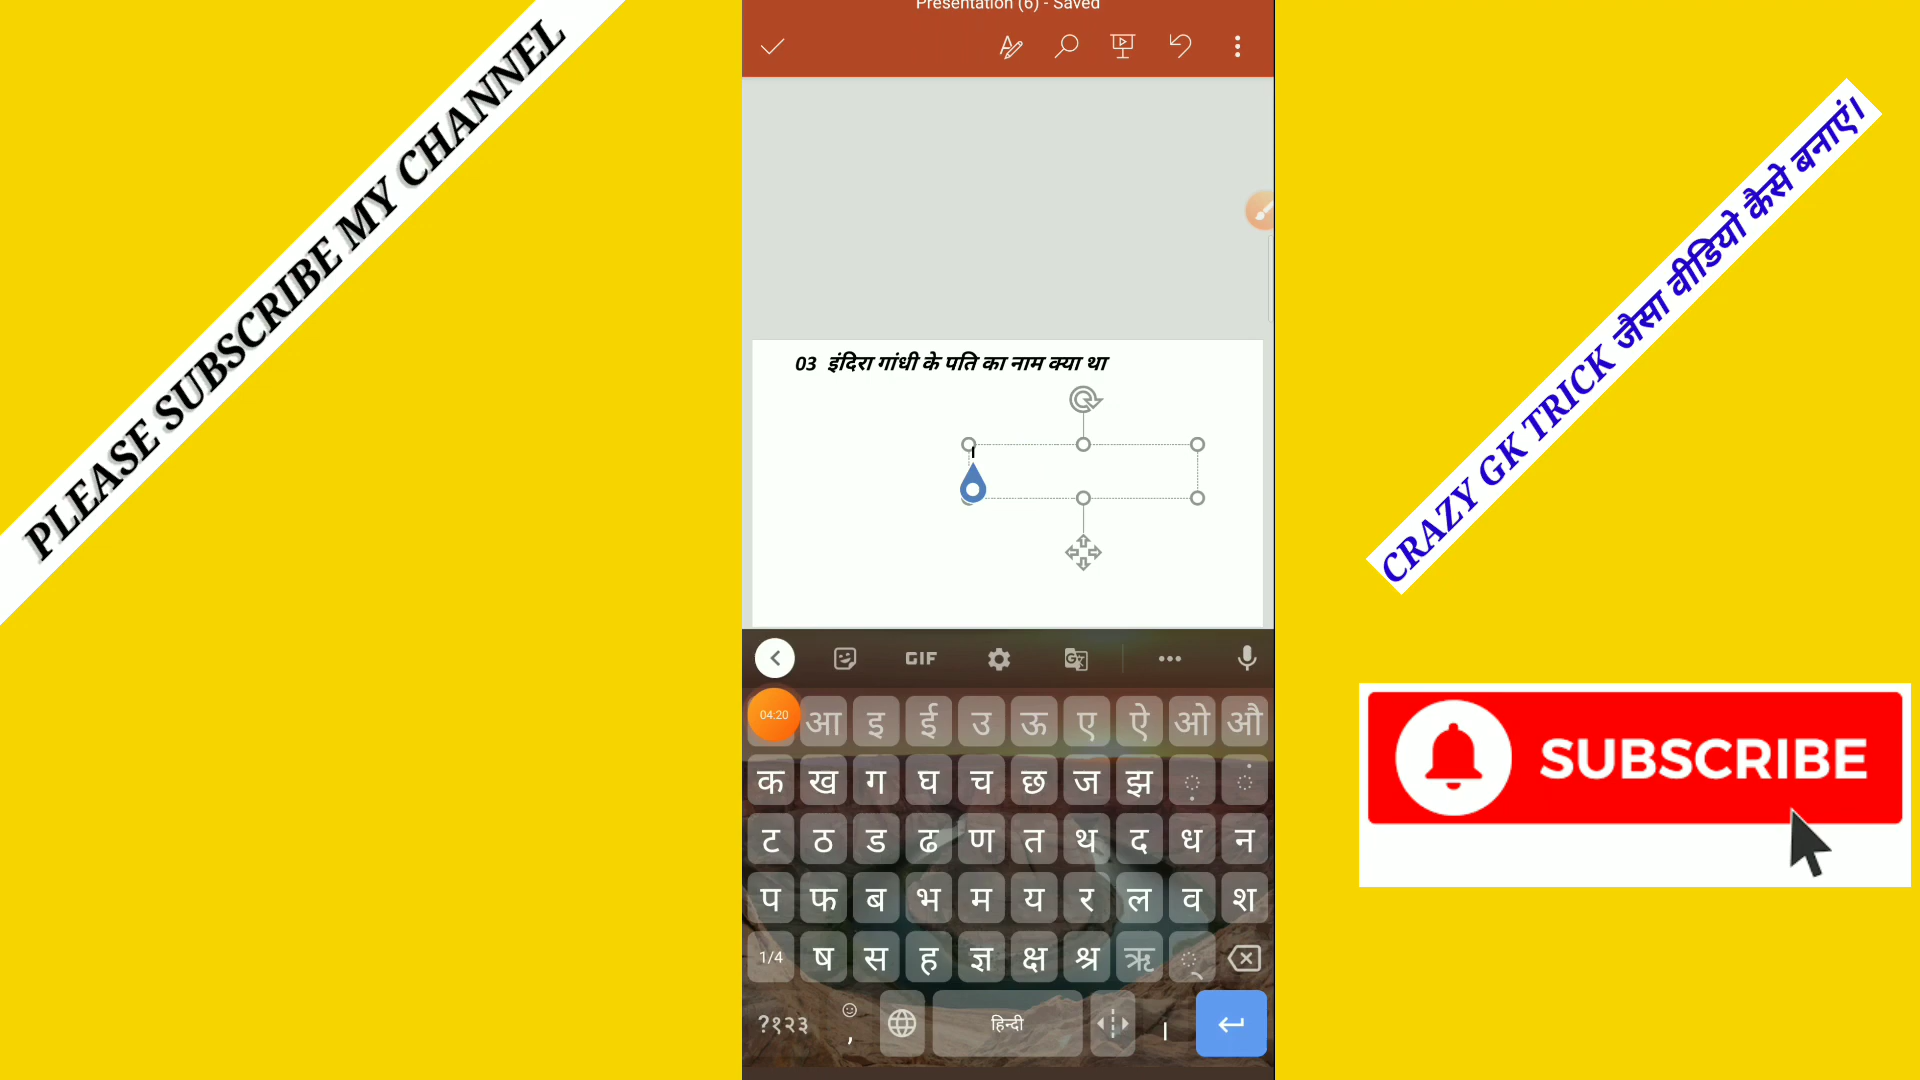 PLEASE SUBSCRIBE MY CHANNEL
Presentation (6) - Saved
03 इंदिरा गांधी के पति का नाम क्या था
GIF
04:20
आ इ ई उ ऊ ए ऐ ओ औ
क ख ग घ च छ ज झ
ट ठ ड ढ ण त थ द ध न
प फ ब भ म य र ल व श
1/4 ष स ह ज्ञ क्ष श्र ऋ
?१२३ , हिन्दी ।
CRAZY GK TRICK जैसा वीडियो कैसे बनाएं।
SUBSCRIBE